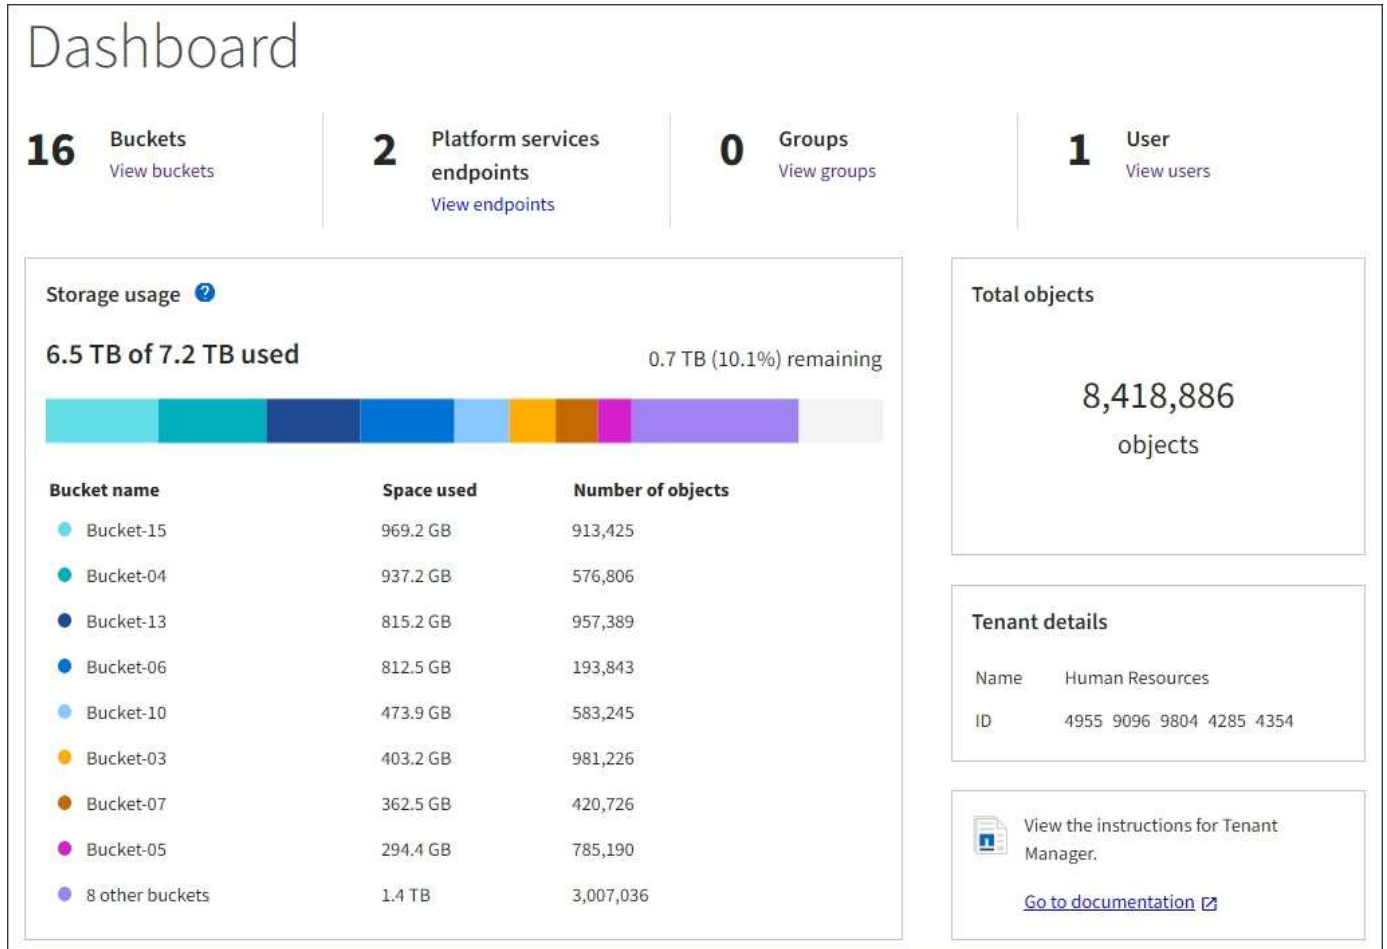 Dashboard
16 Buckets
View buckets
2 Platform services
endpoints
View endpoints
0 Groups
View groups
1 User
View users
Storage usage ?
6.5 TB of 7.2 TB used 0.7 TB (10.1%) remaining
Bucket name Space used Number of objects
Bucket-15 969.2 GB 913,425
Bucket-04 937.2 GB 576,806
Bucket-13 815.2 GB 957,389
Bucket-06 812.5 GB 193,843
Bucket-10 473.9 GB 583,245
Bucket-03 403.2 GB 981,226
Bucket-07 362.5 GB 420,726
Bucket-05 294.4 GB 785,190
8 other buckets 1.4 TB 3,007,036
Total objects
8,418,886
objects
Tenant details
Name Human Resources
ID 4955 9096 9804 4285 4354
View the instructions for Tenant
Manager.
Go to documentation